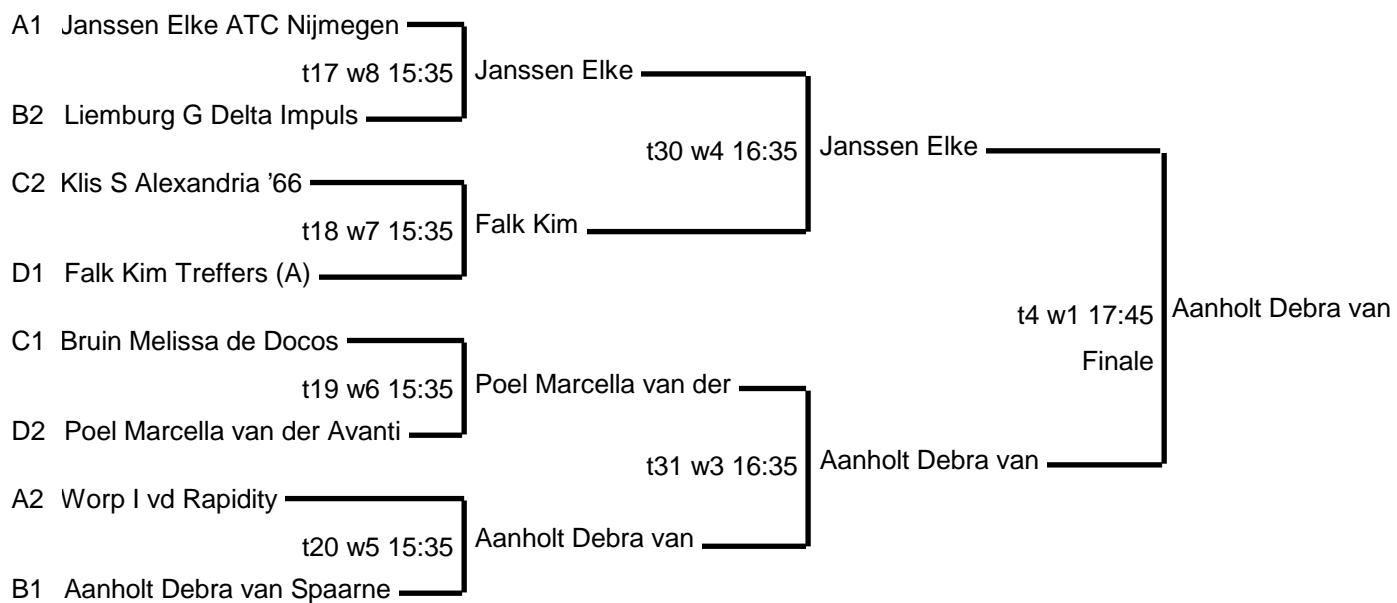 A1 Janssen Elke ATC Nijmegen
t17 w8 15:35 Janssen Elke
B2 Liemburg G Delta Impuls
t30 w4 16:35 Janssen Elke
C2 Klis S Alexandria '66
t18 w7 15:35 Falk Kim
D1 Falk Kim Treffers (A)
t4 w1 17:45 Aanholt Debra van
Finale
C1 Bruin Melissa de Docos
t19 w6 15:35 Poel Marcella van der
D2 Poel Marcella van der Avanti
t31 w3 16:35 Aanholt Debra van
A2 Worp I vd Rapidity
t20 w5 15:35 Aanholt Debra van
B1 Aanholt Debra van Spaarne